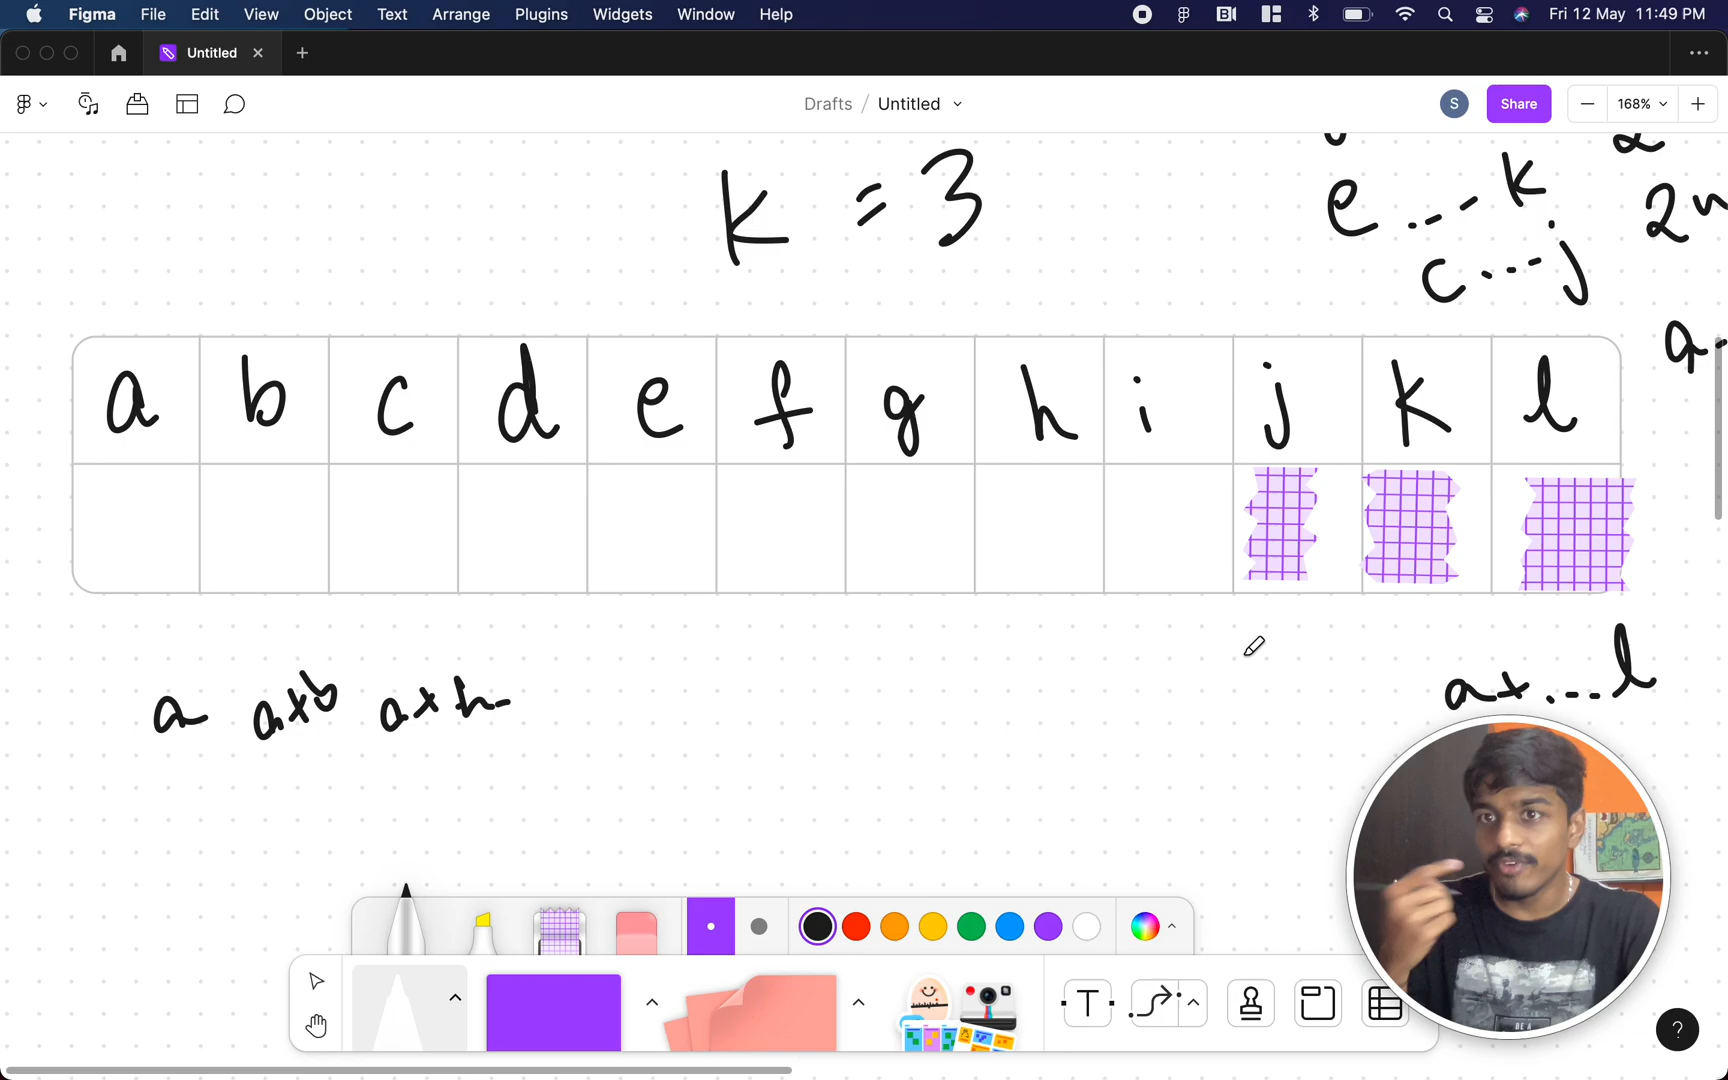 Figma File Edit View Object Text Arrange Plugins Widgets Window Help Fri 12 May 11:49 PM
Untitled
Drafts / Untitled S Share 168%
k = 3
e...k
c...j
a b c d e f g h i j k l
a a+b a+b
a+...l
T
BE A
?